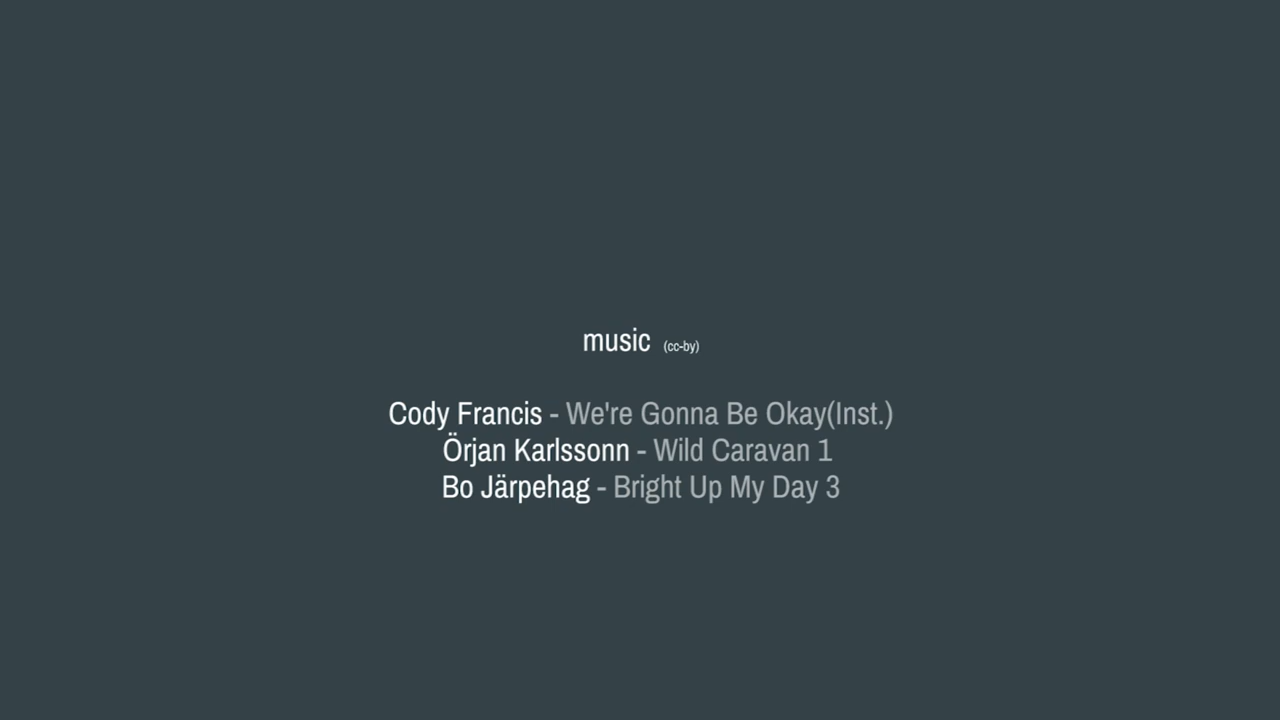 music (cc-by)
Cody Francis - We're Gonna Be Okay(Inst.)
Örjan Karlssonn - Wild Caravan 1
Bo Järpehag - Bright Up My Day 3